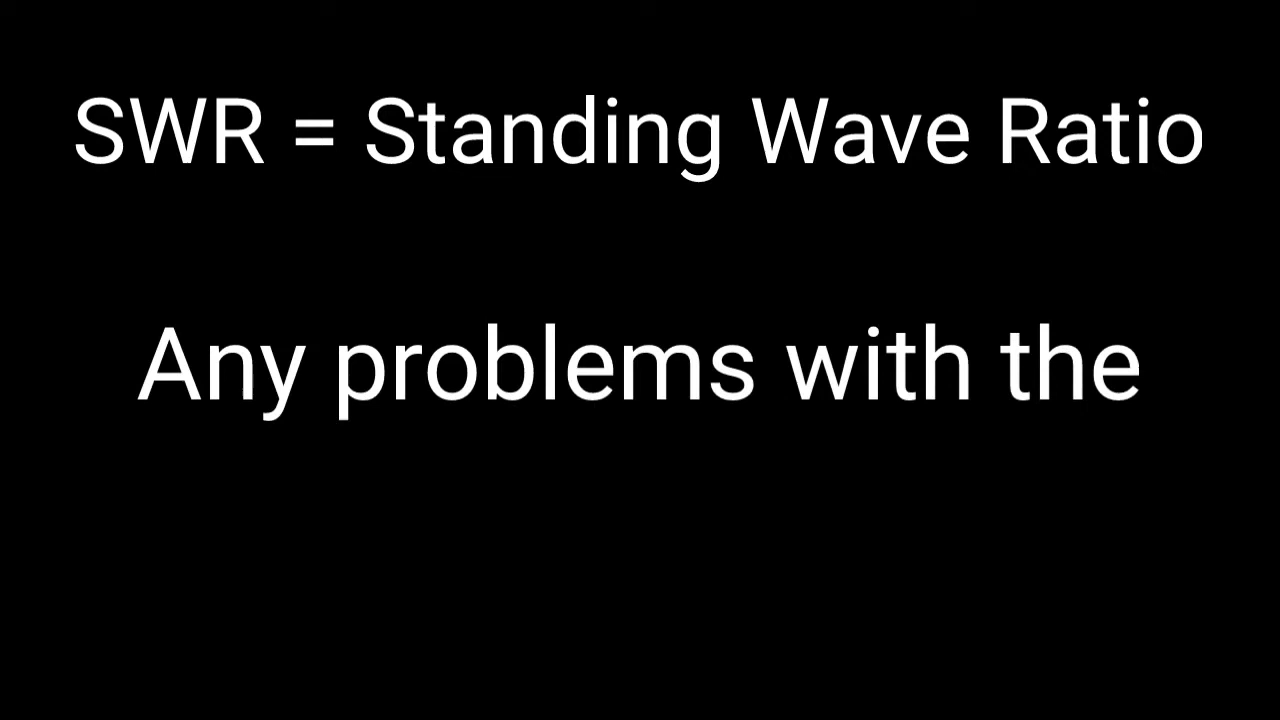 SWR = Standing Wave Ratio
Any problems with the